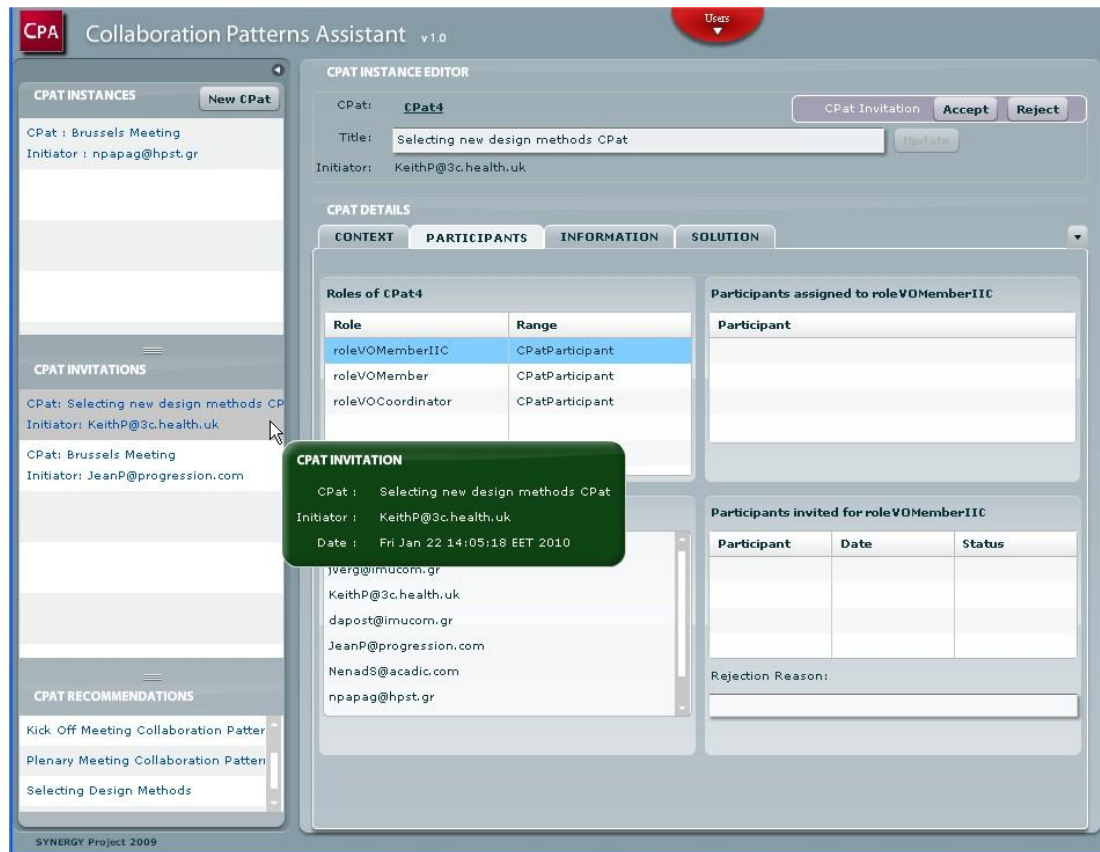 CPA Collaboration Patterns Assistant v1.0
Users
CPAT INSTANCES
New CPat
CPat : Brussels Meeting
Initiator : npapag@hpst.gr
CPAT INVITATIONS
CPat: Selecting new design methods CP
Initiator: KeithP@3c.health.uk
CPat: Brussels Meeting
Initiator: JeanP@progression.com
CPAT RECOMMENDATIONS
Kick Off Meeting Collaboration Patter
Plenary Meeting Collaboration Pattern
Selecting Design Methods
CPAT INSTANCE EDITOR
CPat: CPat4
CPat Invitation Accept Reject
Title: Selecting new design methods CPat Update
Initiator: KeithP@3c.health.uk
CPAT DETAILS
CONTEXT PARTICIPANTS INFORMATION SOLUTION
Roles of CPat4
Role Range
roleVOMemberIIC CPatParticipant
roleVOMember CPatParticipant
roleVOCoordinator CPatParticipant
CPAT INVITATION
CPat : Selecting new design methods CPat
Initiator : KeithP@3c.health.uk
Date : Fri Jan 22 14:05:18 EET 2010
jverg@imucom.gr
KeithP@3c.health.uk
dapost@imucom.gr
JeanP@progression.com
NenadS@acadic.com
npapag@hpst.gr
Participants assigned to roleVOMemberIIC
Participant
Participants invited for roleVOMemberIIC
Participant Date Status
Rejection Reason:
SYNERGY Project 2009